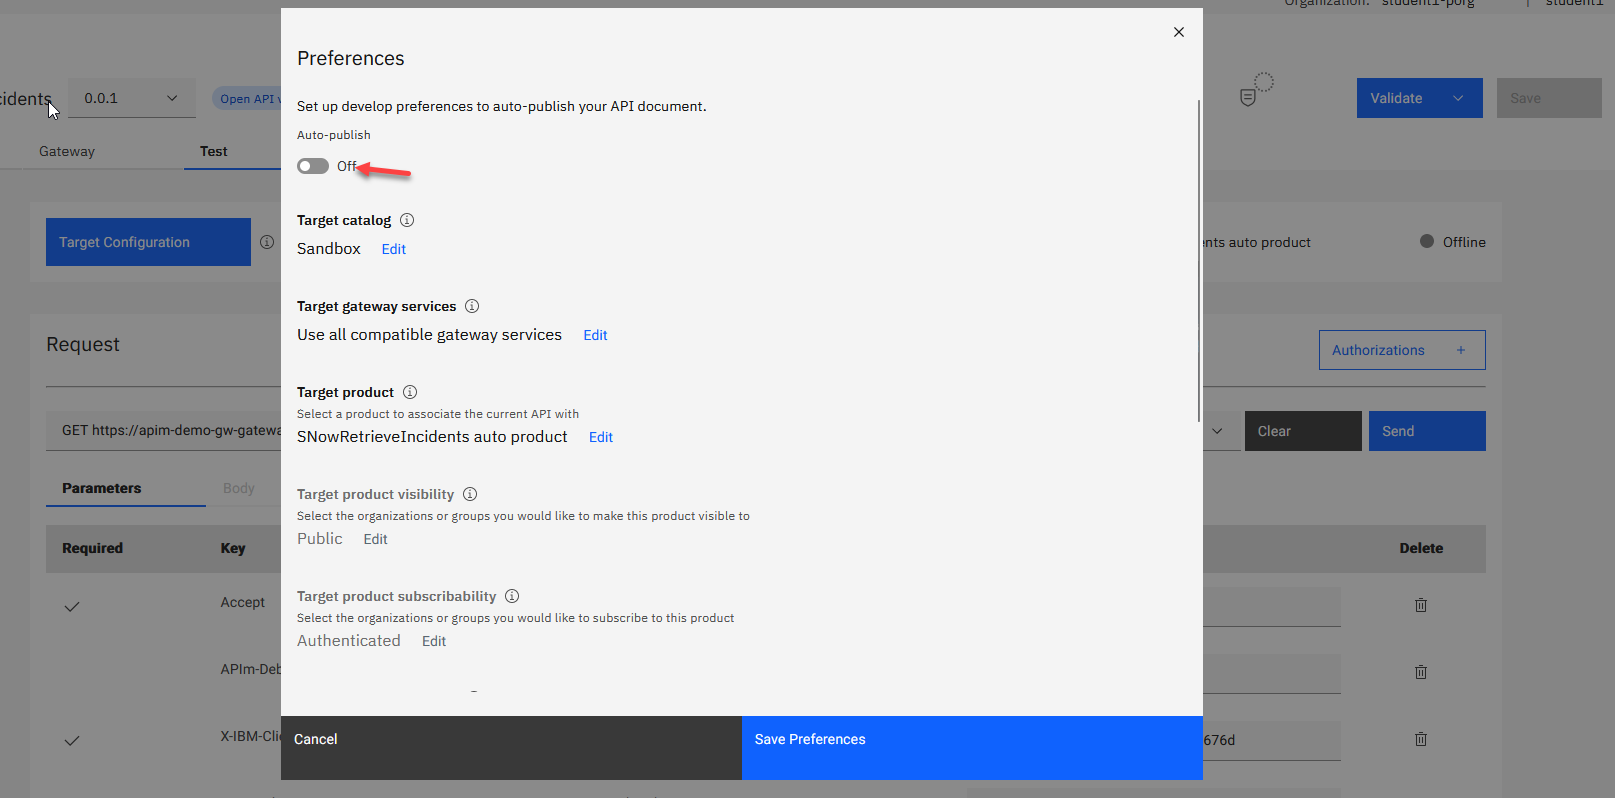 Organization: student1-porg | student1
Preferences
cidents
0.0.1
Open API v
Validate
Save
Set up develop preferences to auto-publish your API document.
Auto-publish
Gateway
Test
Off
Target catalog
Target Configuration
Sandbox Edit
nts auto product
Offline
Target gateway services
Use all compatible gateway services Edit
Request
Authorizations +
Target product
Select a product to associate the current API with
SNowRetrieveIncidents auto product Edit
GET https://apim-demo-gw-gatewa
Clear
Send
Parameters
Body
Target product visibility
Select the organizations or groups you would like to make this product visible to
Public Edit
Required
Key
Delete
Target product subscribability
Select the organizations or groups you would like to subscribe to this product
Authenticated Edit
Accept
APIm-Deb
X-IBM-Clie
676d
Cancel
Save Preferences